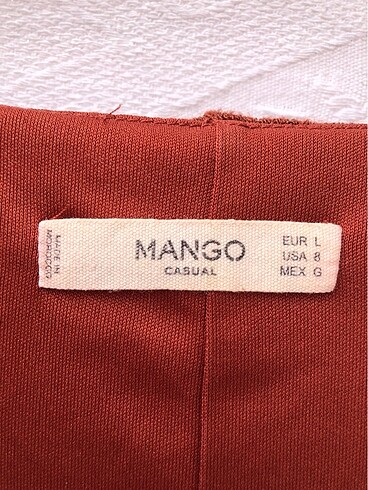 MADE IN
MOROCCO
MANGO
CASUAL
EUR L
USA 8
MEX G